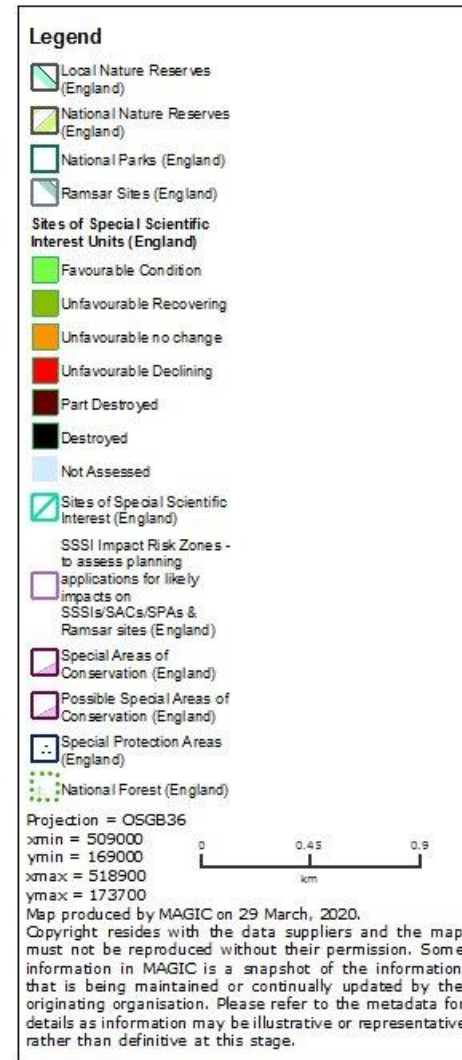 Legend
Local Nature Reserves
(England)
National Nature Reserves
(England)
National Parks (England)
Ramsar Sites (England)
Sites of Special Scientific
Interest Units (England)
Favourable Condition
Unfavourable Recovering
Unfavourable no change
Unfavourable Declining
Part Destroyed
Destroyed
Not Assessed
Sites of Special Scientific
Interest (England)
SSSI Impact Risk Zones -
to assess planning
applications for likely
impacts on
SSSIs/SACs/SPAs &
Ramsar sites (England)
Special Areas of
Conservation (England)
Possible Special Areas of
Conservation (England)
Special Protection Areas
(England)
National Forest (England)
Projection = OSGB36
xmin = 509000
ymin = 169000
xmax = 518900
ymax = 173700
0 0.45 0.9
km
Map produced by MAGIC on 29 March, 2020.
Copyright resides with the data suppliers and the map
must not be reproduced without their permission. Some
information in MAGIC is a snapshot of the information
that is being maintained or continually updated by the
originating organisation. Please refer to the metadata for
details as information may be illustrative or representative
rather than definitive at this stage.